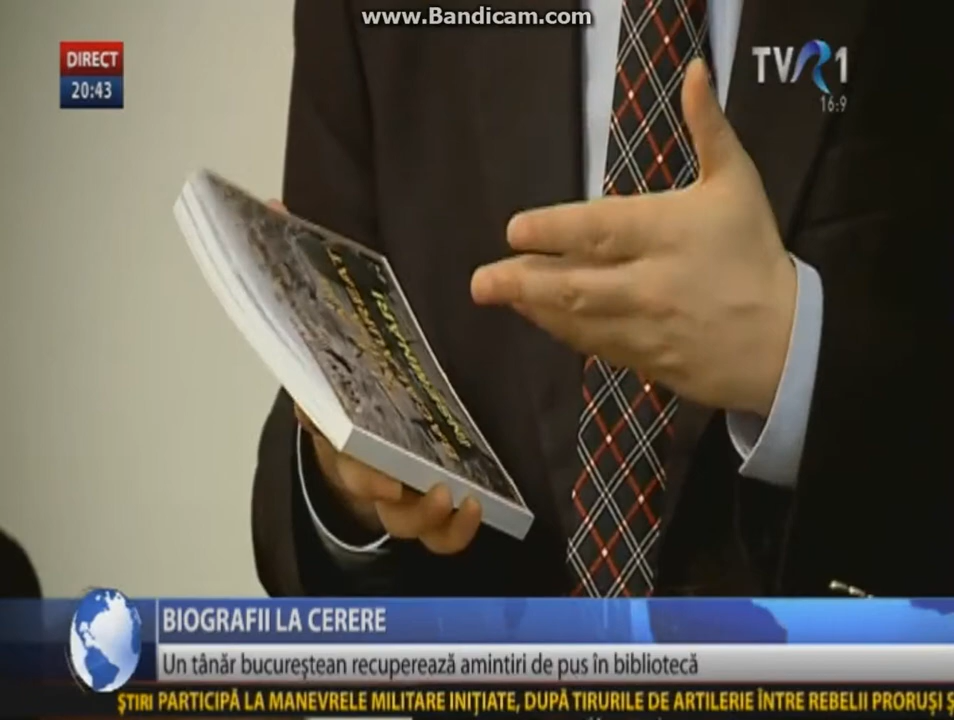 www.Bandicam.com
DIRECT
20:43
TVR1
16:9
BIOGRAFII LA CERERE
Un tânăr bucureștean recuperează amintiri de pus în bibliotecă
ȘTIRI PARTICIPĂ LA MANEVRELE MILITARE INIȚIATE, DUPĂ TIRURILE DE ARTILERIE ÎNTRE REBELII PRORUȘI Ș
ÎNSEMNĂRI